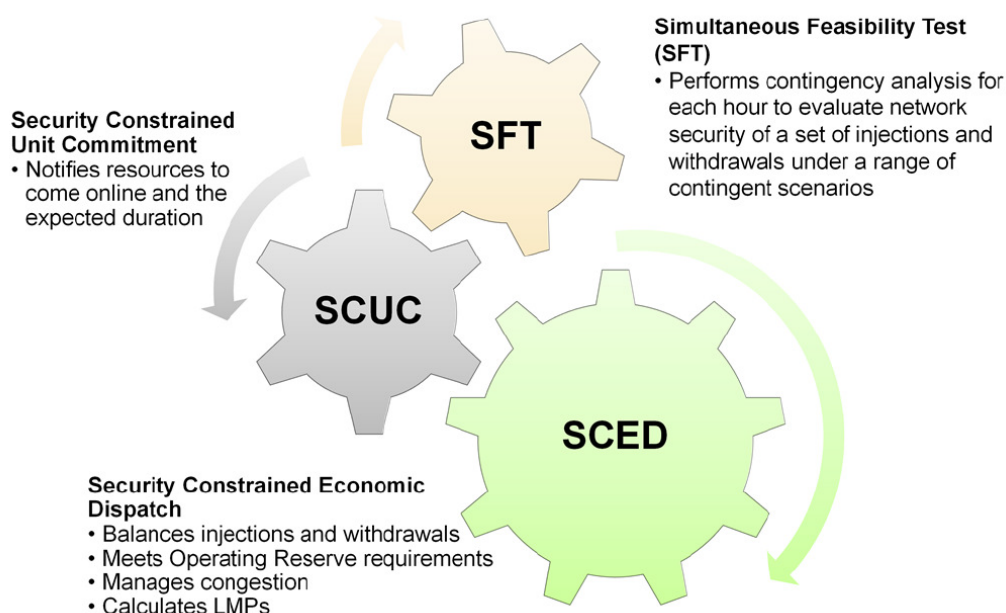 Simultaneous Feasibility Test
(SFT)
• Performs contingency analysis for
each hour to evaluate network
security of a set of injections and
withdrawals under a range of
contingent scenarios
SFT
Security Constrained
Unit Commitment
• Notifies resources to
come online and the
expected duration
SCUC
SCED
Security Constrained Economic
Dispatch
• Balances injections and withdrawals
• Meets Operating Reserve requirements
• Manages congestion
• Calculates LMPs